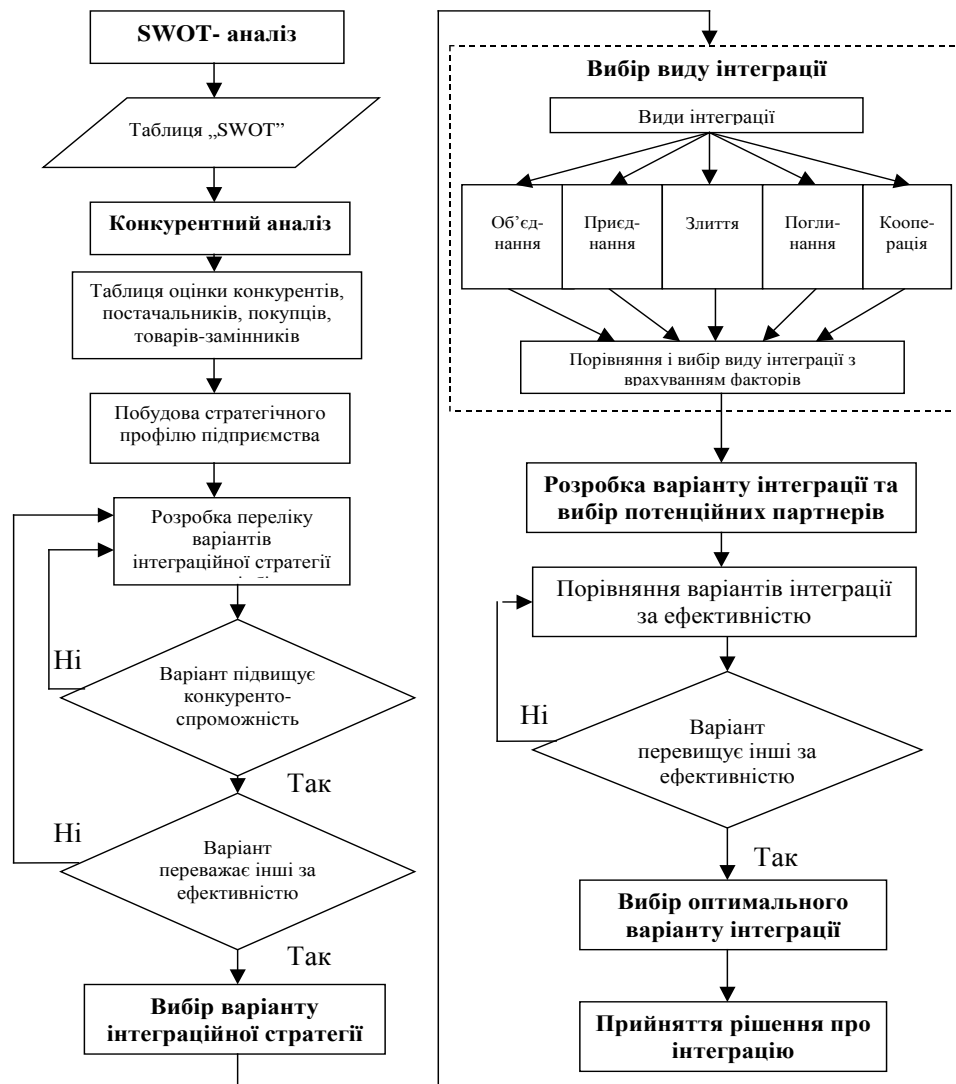 SWOT- аналіз
Таблиця „SWOT”
Конкурентний аналіз
Таблиця оцінки конкурентів,
постачальників, покупців,
товарів-замінників
Побудова стратегічного
профілю підприємства
Розробка переліку
варіантів
інтеграційної стратегії
Ні
Варіант підвищує
конкуренто-
спроможність
Так
Ні
Варіант
переважає інші за
ефективністю
Так
Вибір варіанту
інтеграційної стратегії
Вибір виду інтеграції
Види інтеграції
Об’єд-
нання
Приєд-
нання
Злиття
Погли-
нання
Коопе-
рація
Порівняння і вибір виду інтеграції з
врахуванням факторів
Розробка варіанту інтеграції та
вибір потенційних партнерів
Порівняння варіантів інтеграції
за ефективністю
Ні
Варіант
перевищує інші за
ефективністю
Так
Вибір оптимального
варіанту інтеграції
Прийняття рішення про
інтеграцію